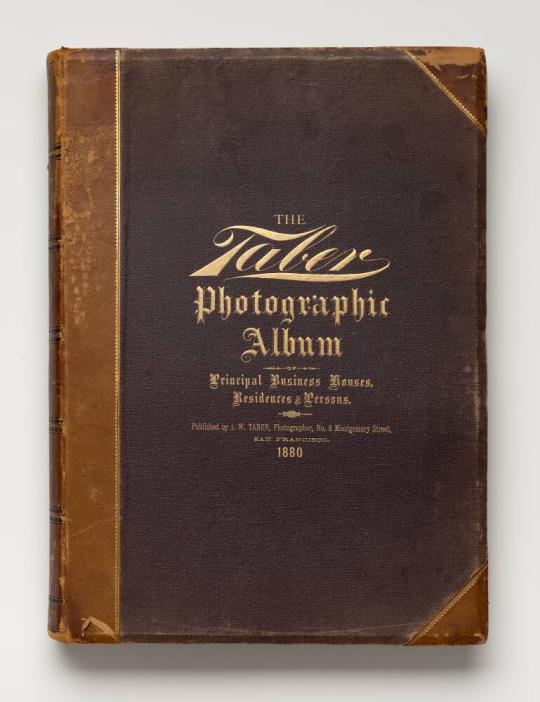 THE
Taber
Photographic
Album
OF
Principal Business Houses,
Residences & Persons.
Published by I. W. TABER, Photographer, No. 8 Montgomery Street,
SAN FRANCISCO.
1880